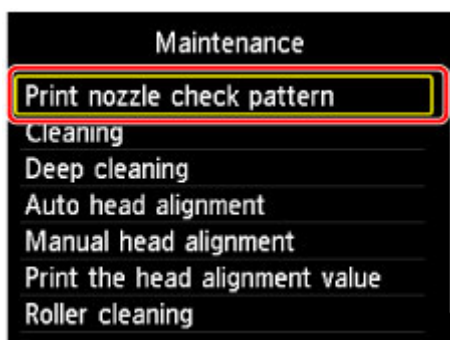 Maintenance
Print nozzle check pattern
Cleaning
Deep cleaning
Auto head alignment
Manual head alignment
Print the head alignment value
Roller cleaning